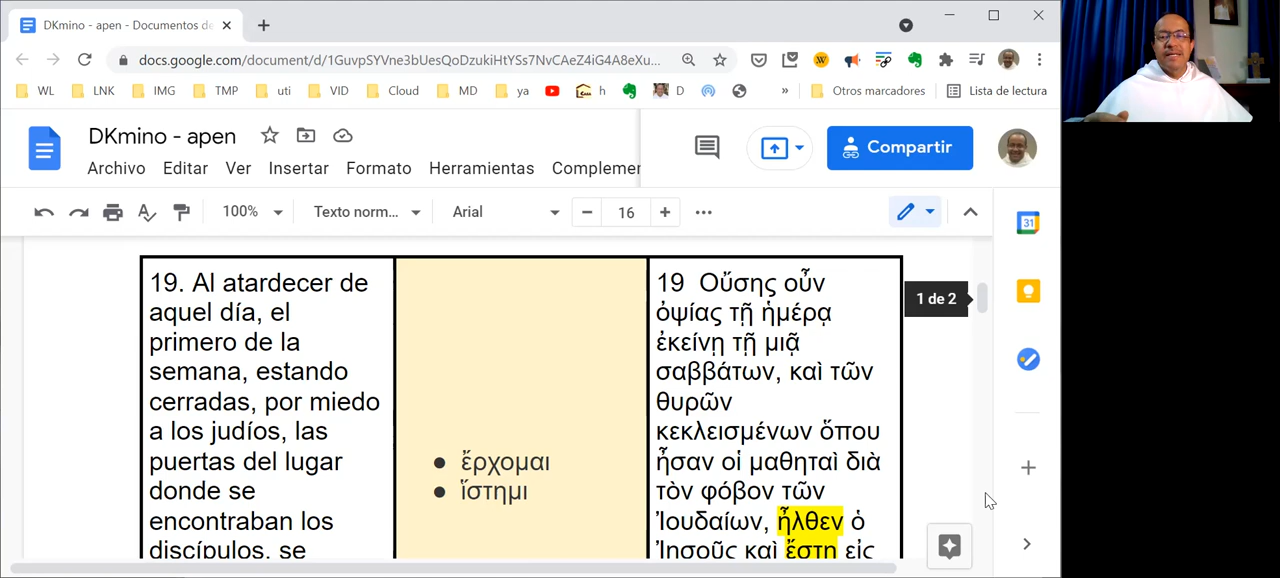 DKmino - apen - Documentos de
docs.google.com/document/d/1GuvpSYVne3bUesQoDzukiHtYSs7NvCAeZ4iG4A8eXu...
WL LNK IMG TMP uti VID Cloud MD ya h D » Otros marcadores Lista de lectura
DKmino - apen
Compartir
Archivo Editar Ver Insertar Formato Herramientas Complemen
100% Texto norm... Arial 16
31
1 de 2
19. Al atardecer de
aquel día, el
primero de la
semana, estando
cerradas, por miedo
a los judíos, las
puertas del lugar
donde se
encontraban los
discípulos, se
● ἔρχομαι
● ἵστημι
19 Οὔσης οὖν
ὀψίας τῇ ἡμέρᾳ
ἐκείνῃ τῇ μιᾷ
σαββάτων, καὶ τῶν
θυρῶν
κεκλεισμένων ὅπου
ἦσαν οἱ μαθηταὶ διὰ
τὸν φόβον τῶν
Ἰουδαίων, ἦλθεν ὁ
Ἰησοῦς καὶ ἔστη εἰς